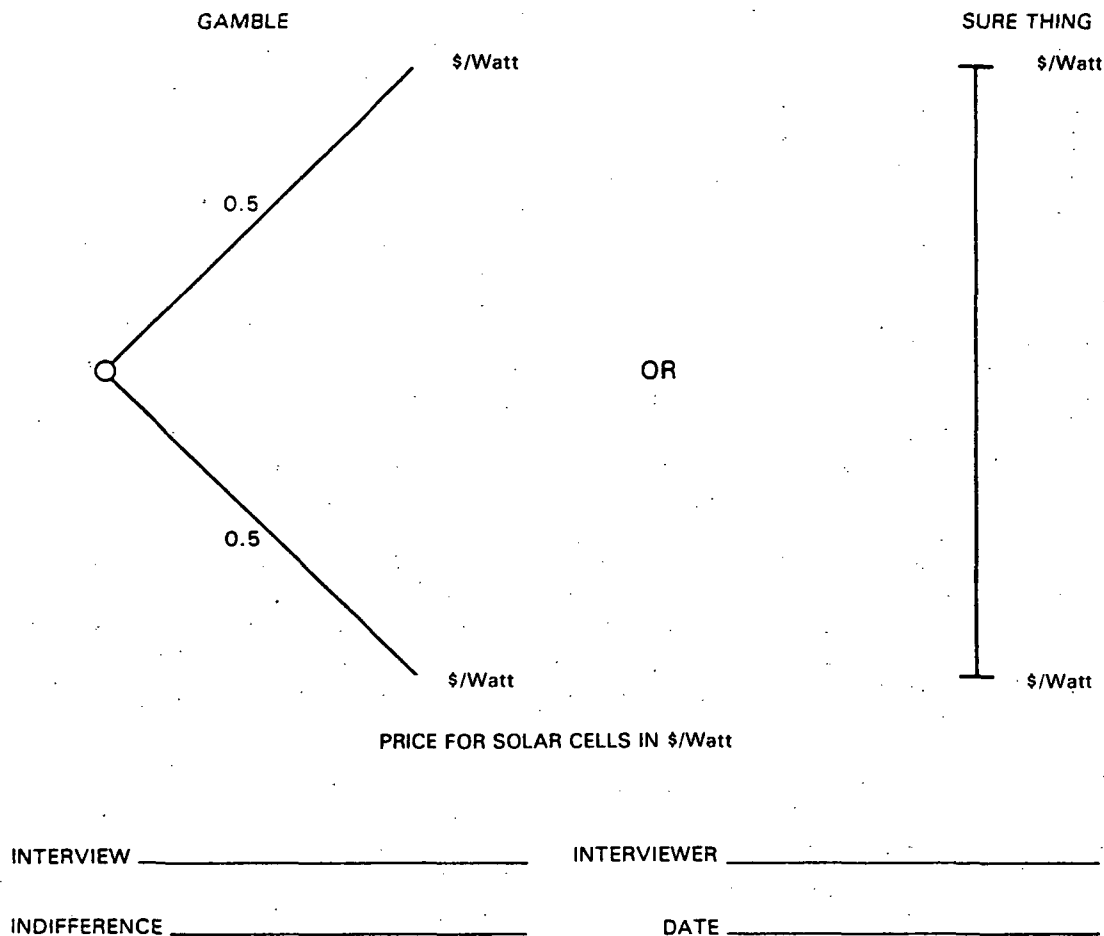 GAMBLE SURE THING
$/Watt $/Watt
0.5
OR
0.5
$/Watt $/Watt
PRICE FOR SOLAR CELLS IN $/Watt
INTERVIEW INTERVIEWER
INDIFFERENCE DATE